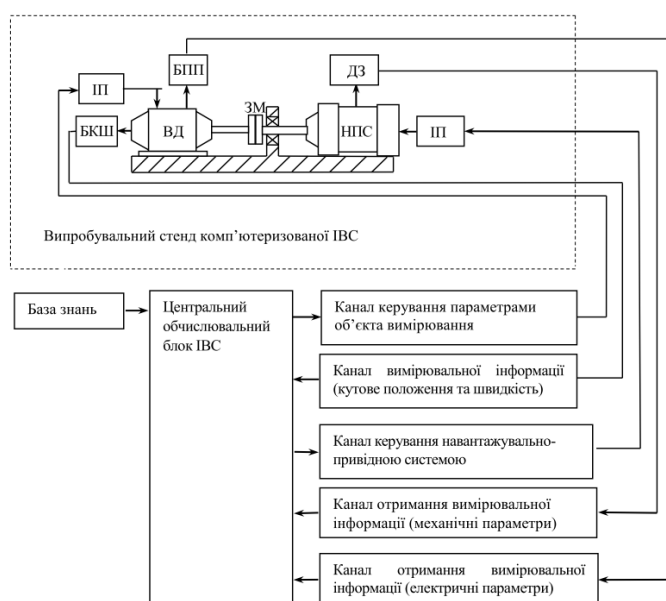 БПП
ДЗ
ІП
ЗМ
БКШ
ВД
НПС
ІП
Випробувальний стенд комп’ютеризованої ІВС
База знань
Центральний
обчислювальний
блок ІВС
Канал керування параметрами
об’єкта вимірювання
Канал вимірювальної інформації
(кутове положення та швидкість)
Канал керування навантажувально-
привідною системою
Канал отримання вимірювальної
інформації (механічні параметри)
Канал отримання вимірювальної
інформації (електричні параметри)